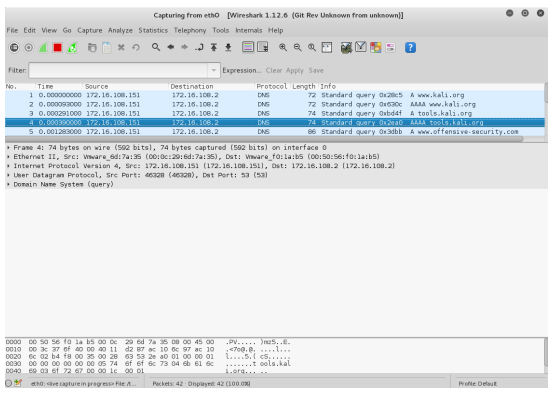 Capturing from eth0 [Wireshark 1.12.6 (Git Rev Unknown from unknown)]
File Edit View Go Capture Analyze Statistics Telephony Tools Internals Help
Filter: Expression... Clear Apply Save
No. Time Source Destination Protocol Length Info
1 0.000000000 172.16.108.151 172.16.108.2 DNS 72 Standard query 0x28c5 A www.kali.org
2 0.000093000 172.16.108.151 172.16.108.2 DNS 72 Standard query 0x630c AAAA www.kali.org
3 0.000291000 172.16.108.151 172.16.108.2 DNS 74 Standard query 0xbd4f A tools.kali.org
4 0.000390000 172.16.108.151 172.16.108.2 DNS 74 Standard query 0x2ea0 AAAA tools.kali.org
5 0.001283000 172.16.108.151 172.16.108.2 DNS 86 Standard query 0x3dbb A www.offensive-security.com
Frame 4: 74 bytes on wire (592 bits), 74 bytes captured (592 bits) on interface 0
Ethernet II, Src: Vmware_6d:7a:35 (00:0c:29:6d:7a:35), Dst: Vmware_f0:1a:b5 (00:50:56:f0:1a:b5)
Internet Protocol Version 4, Src: 172.16.108.151 (172.16.108.151), Dst: 172.16.108.2 (172.16.108.2)
User Datagram Protocol, Src Port: 46328 (46328), Dst Port: 53 (53)
Domain Name System (query)
0000 00 50 56 f0 1a b5 00 0c 29 6d 7a 35 08 00 45 00 .PV..... )mz5..E.
0010 00 3c 37 6f 40 00 40 11 d2 87 ac 10 6c 97 ac 10 .<7o@.@. ....l...
0020 6c 02 b4 f8 00 35 00 28 63 53 2e a0 01 00 00 01 l....5.( cS......
0030 00 00 00 00 00 00 05 74 6f 6f 6c 73 04 6b 61 6c .......t ools.kal
0040 69 03 6f 72 67 00 00 1c 00 01 i.org... ..
eth0: <live capture in progress> File: /t... Packets: 42 · Displayed: 42 (100.0%) Profile: Default